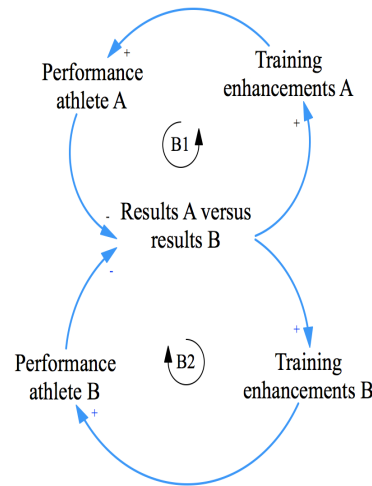 +
Performance
athlete A
Training
enhancements A
+
B1
-
Results A versus
results B
-
+
B2
Performance
athlete B
+
Training
enhancements B